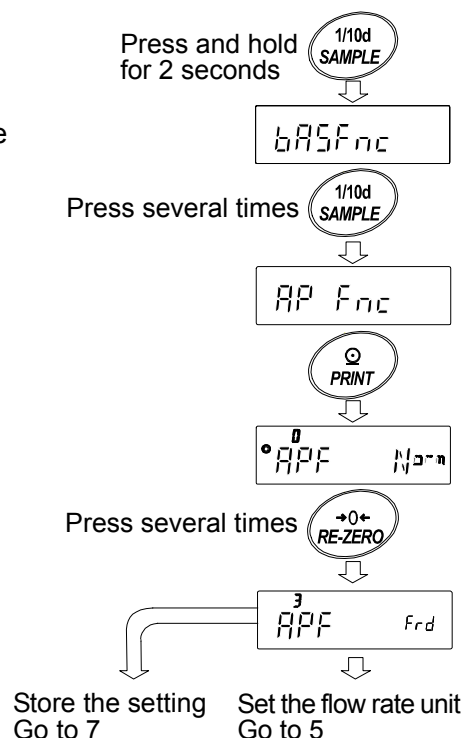 Press and hold
for 2 seconds
1/10d
SAMPLE
e
bASFnc
Press several times
1/10d
SAMPLE
AP Fnc
PRINT
0
APF Norm
Press several times
→0←
RE-ZERO
3
APF Frd
Store the setting
Go to 7
Set the flow rate unit
Go to 5